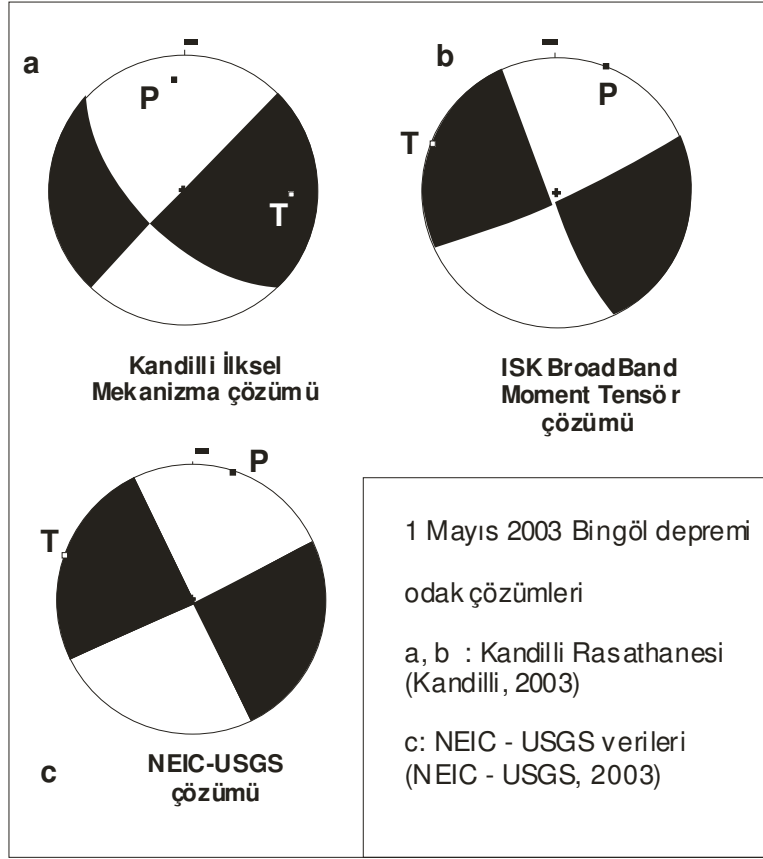 a
P
T
Kandilli İlksel
Mekanizma çözümü
b
P
T
ISK BroadBand
Moment Tensör
çözümü
P
T
c
NEIC-USGS
çözümü
1 Mayıs 2003 Bingöl depremi
odak çözümleri
a, b : Kandilli Rasathanesi
(Kandilli, 2003)
c: NEIC - USGS verileri
(NEIC - USGS, 2003)